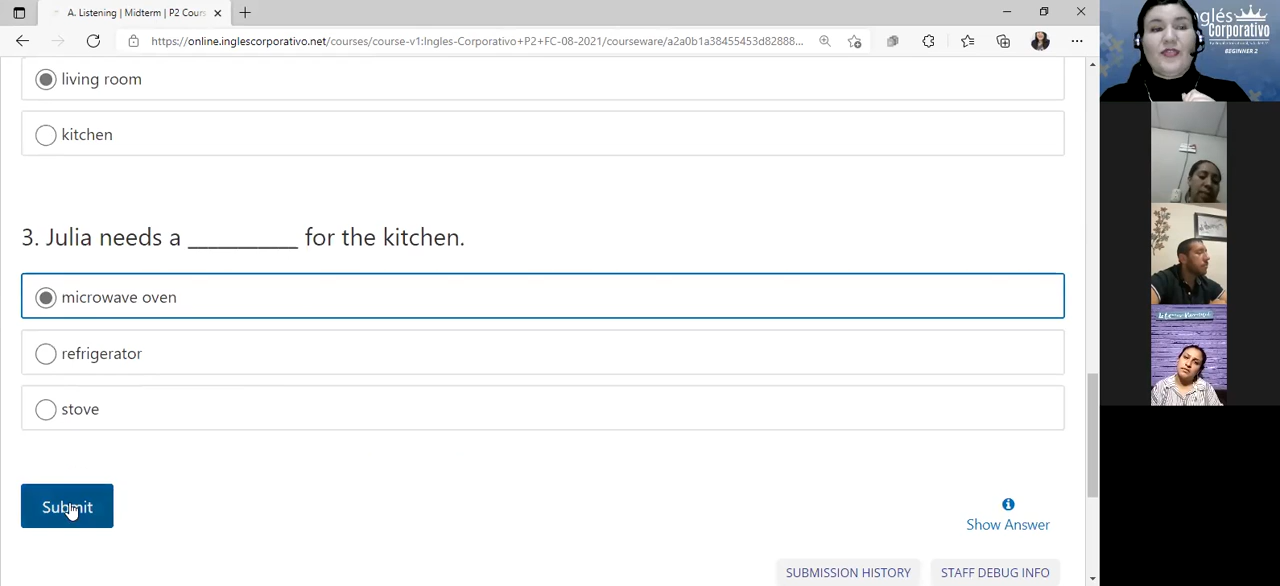 A. Listening | Midterm | P2 Cours
https://online.inglescorporativo.net/courses/course-v1:Ingles-Corporativo+P2+FC-08-2021/courseware/a2a0b1a38455453d82888...
living room
kitchen
3. Julia needs a __________ for the kitchen.
microwave oven
refrigerator
stove
Submit
Show Answer
SUBMISSION HISTORY
STAFF DEBUG INFO
glés
Corporativo
BEGINNER 2